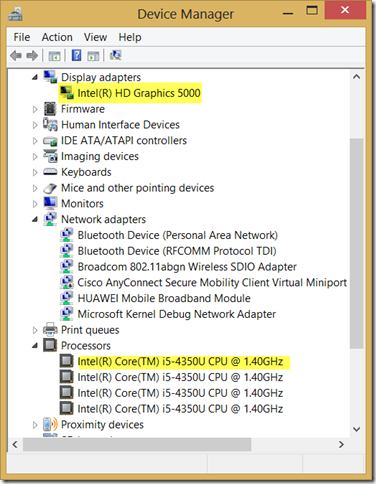 Device Manager
File Action View Help
Display adapters
Intel(R) HD Graphics 5000
Firmware
Human Interface Devices
IDE ATA/ATAPI controllers
Imaging devices
Keyboards
Mice and other pointing devices
Monitors
Network adapters
Bluetooth Device (Personal Area Network)
Bluetooth Device (RFCOMM Protocol TDI)
Broadcom 802.11abgn Wireless SDIO Adapter
Cisco AnyConnect Secure Mobility Client Virtual Miniport
HUAWEI Mobile Broadband Module
Microsoft Kernel Debug Network Adapter
Print queues
Processors
Intel(R) Core(TM) i5-4350U CPU @ 1.40GHz
Intel(R) Core(TM) i5-4350U CPU @ 1.40GHz
Intel(R) Core(TM) i5-4350U CPU @ 1.40GHz
Intel(R) Core(TM) i5-4350U CPU @ 1.40GHz
Proximity devices